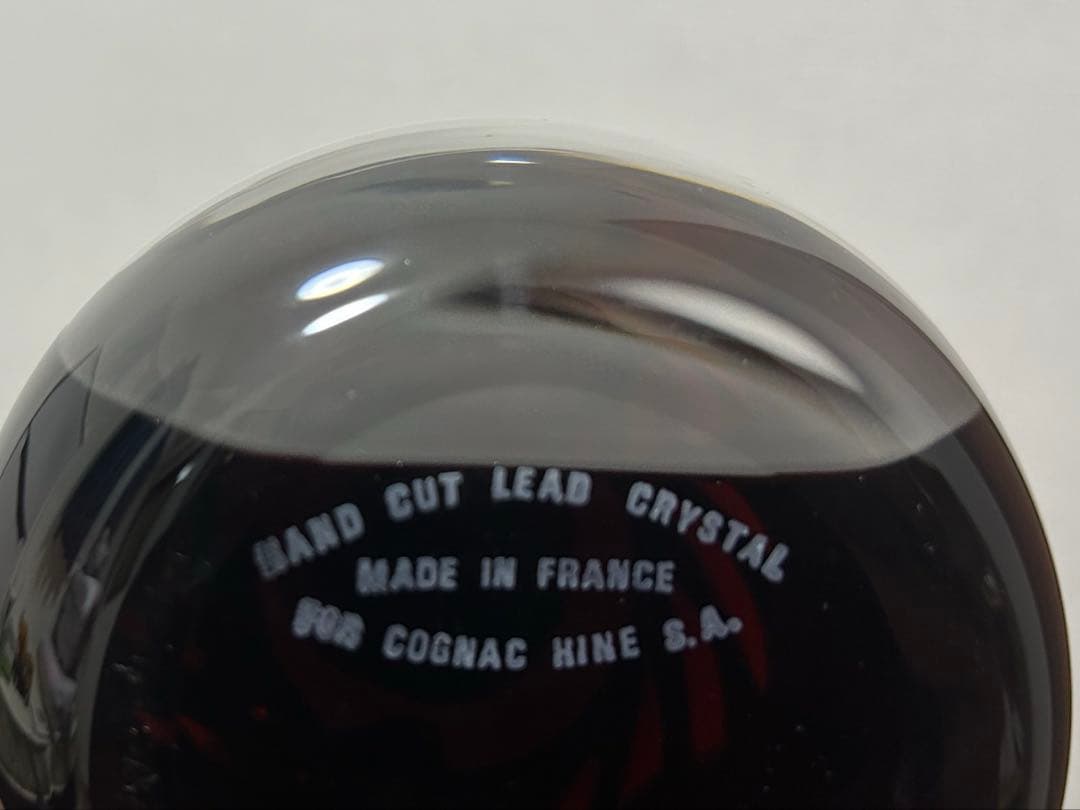 HAND CUT LEAD CRYSTAL
MADE IN FRANCE
FOR COGNAC HINE S.A.